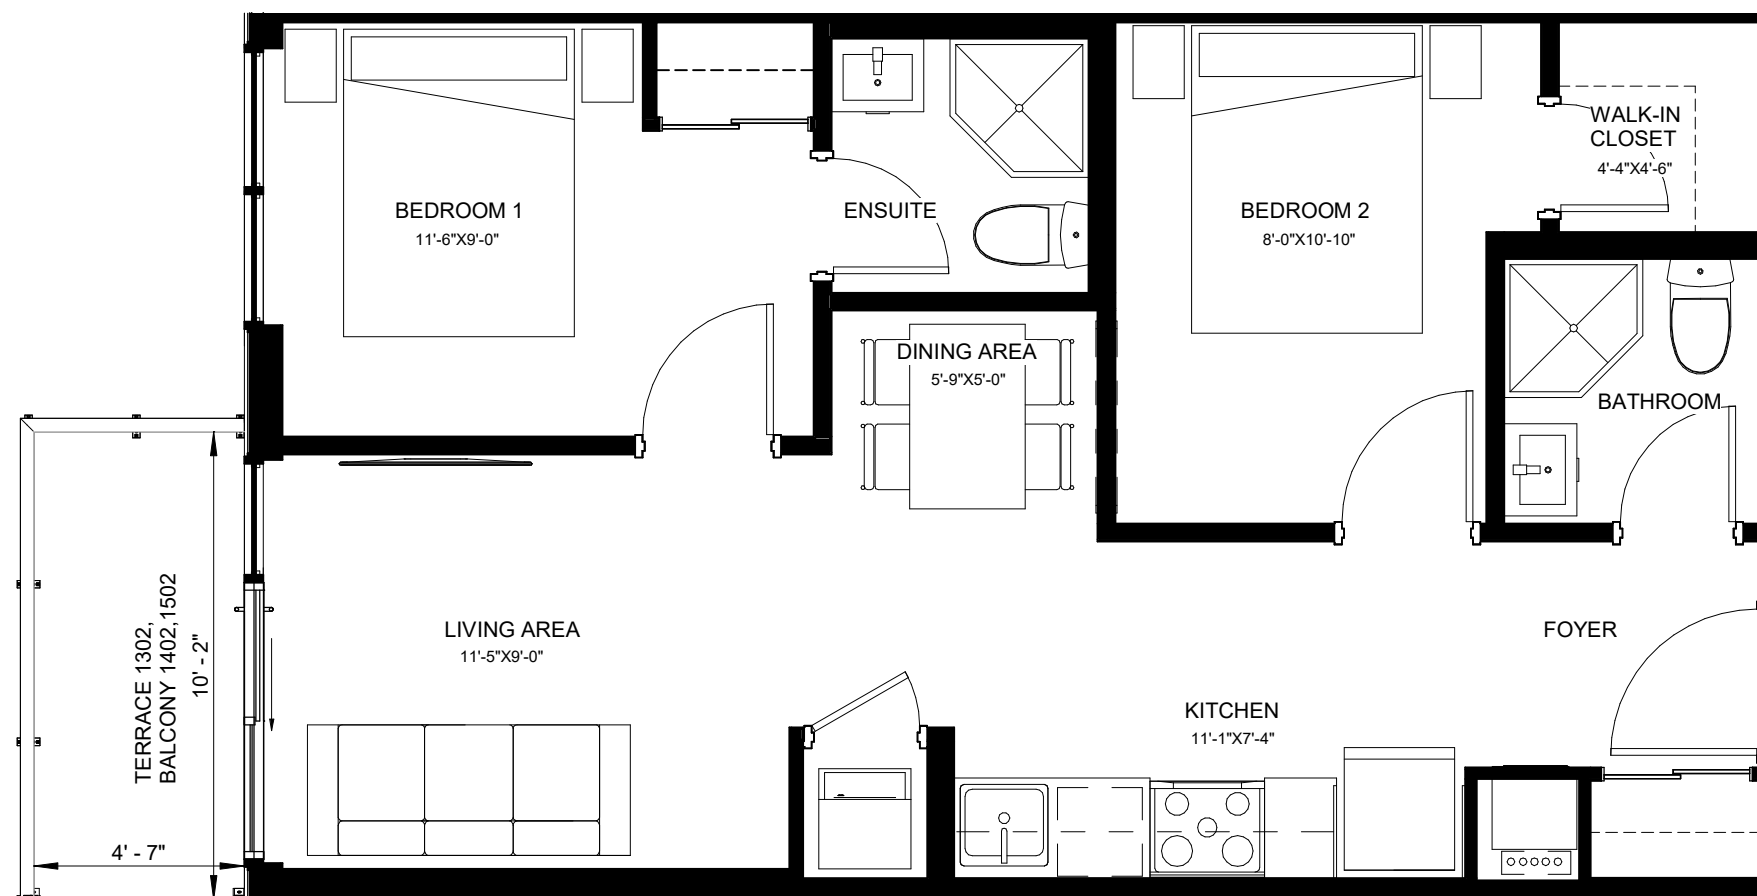 WALK-IN
CLOSET
4'-4"X4'-6"
BEDROOM 1
11'-6"X9'-0"
ENSUITE
BEDROOM 2
8'-0"X10'-10"
DINING AREA
5'-9"X5'-0"
BATHROOM
LIVING AREA
11'-5"X9'-0"
FOYER
KITCHEN
11'-1"X7'-4"
TERRACE 1302,
BALCONY 1402,1502
10' - 2"
4' - 7"